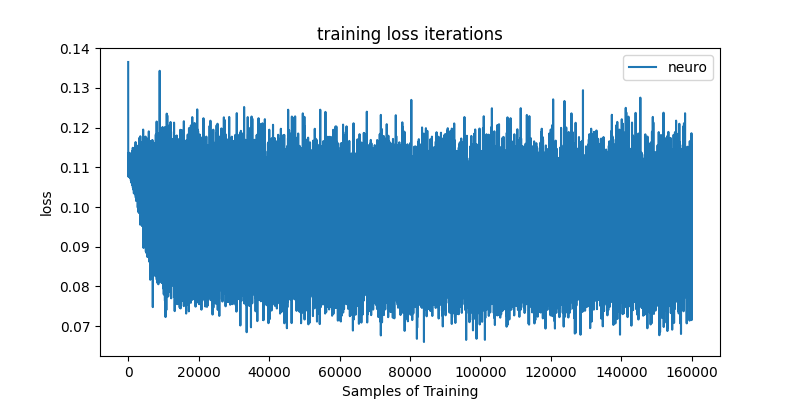 training loss iterations
neuro
0.14
0.13
0.12
0.11
0.10
0.09
0.08
0.07
loss
0 20000 40000 60000 80000 100000 120000 140000 160000
Samples of Training